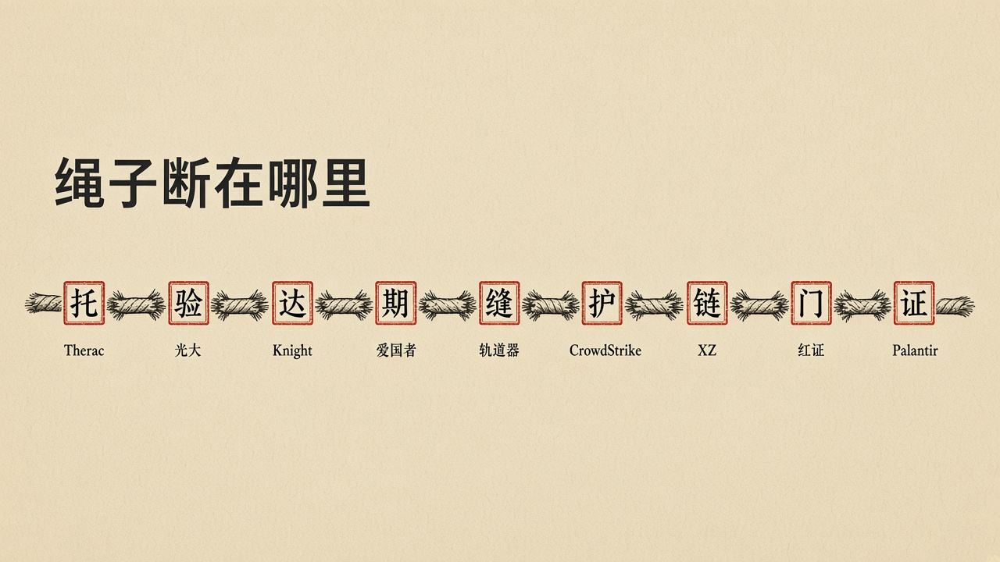 绳子断在哪里
托 验 达 期 缝 护 链 门 证
Therac 光大 Knight 爱国者 轨道器 CrowdStrike XZ 红证 Palantir